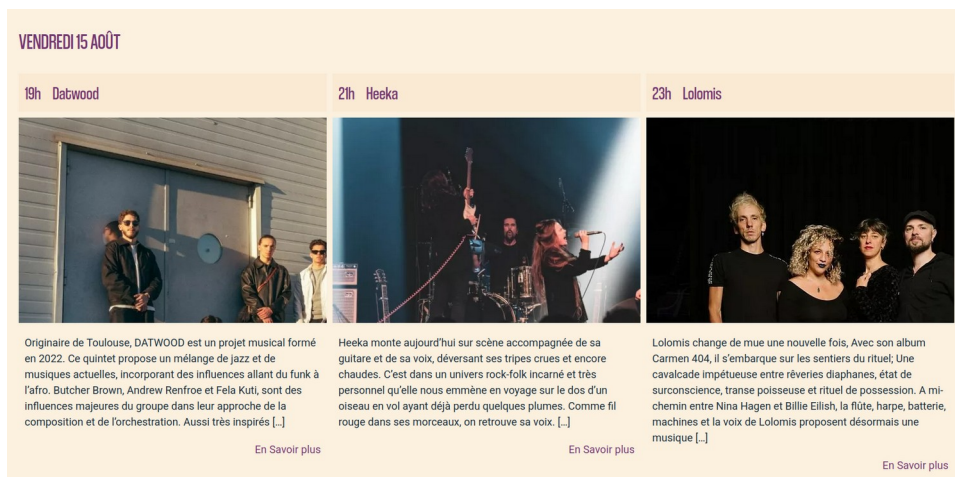 VENDREDI 15 AOÛT
19h Datwood
Originaire de Toulouse, DATWOOD est un projet musical formé
en 2022. Ce quintet propose un mélange de jazz et de
musiques actuelles, incorporant des influences allant du funk à
l'afro. Butcher Brown, Andrew Renfroe et Fela Kuti, sont des
influences majeures du groupe dans leur approche de la
composition et de l'orchestration. Aussi très inspirés […]
En Savoir plus
21h Heeka
Heeka monte aujourd'hui sur scène accompagnée de sa
guitare et de sa voix, déversant ses tripes crues et encore
chaudes. C'est dans un univers rock-folk incarné et très
personnel qu'elle nous emmène en voyage sur le dos d'un
oiseau en vol ayant déjà perdu quelques plumes. Comme fil
rouge dans ses morceaux, on retrouve sa voix. […]
En Savoir plus
23h Lolomis
Lolomis change de mue une nouvelle fois, Avec son album
Carmen 404, il s'embarque sur les sentiers du rituel; Une
cavalcade impétueuse entre rêveries diaphanes, état de
surconscience, transe poisseuse et rituel de possession. A mi-
chemin entre Nina Hagen et Billie Eilish, la flûte, harpe, batterie,
machines et la voix de Lolomis proposent désormais une
musique […]
En Savoir plus